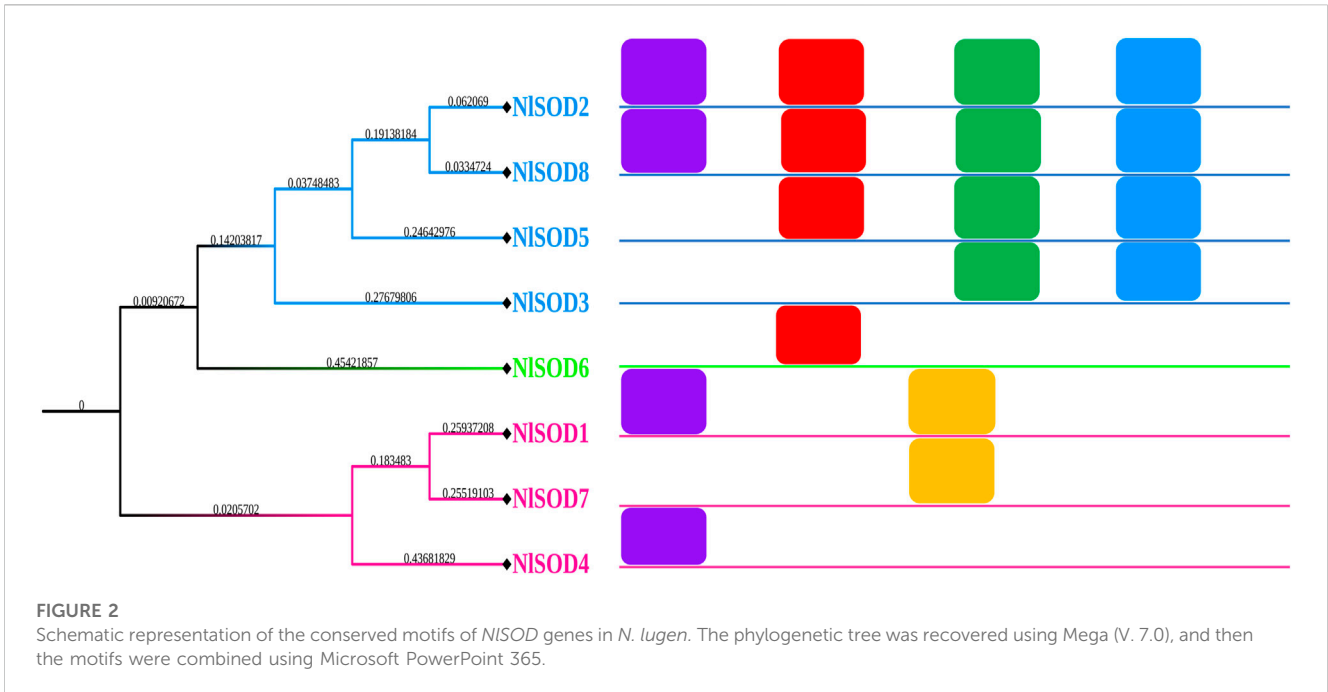 0.062069
NlSOD2
0.19138184
0.0334724
NlSOD8
0.03748483
0.24642976
NlSOD5
0.14203817
0.27679806
NlSOD3
0.00920672
0.45421857
NlSOD6
0
0.25937208
NlSOD1
0.183483
0.25519103
NlSOD7
0.0205702
0.43681829
NlSOD4
FIGURE 2
Schematic representation of the conserved motifs of NlSOD genes in N. lugen. The phylogenetic tree was recovered using Mega (V. 7.0), and then
the motifs were combined using Microsoft PowerPoint 365.